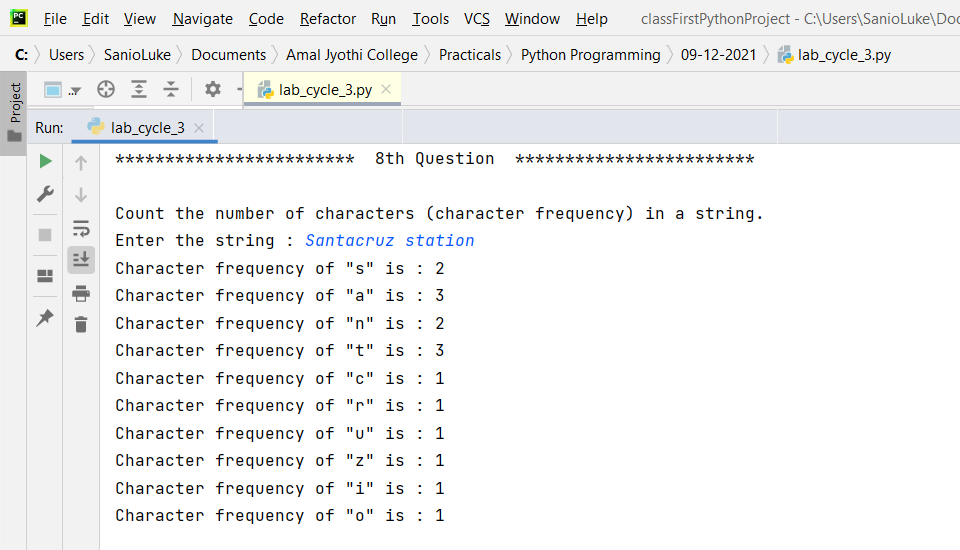 PC File Edit View Navigate Code Refactor Run Tools VCS Window Help classFirstPythonProject - C:\Users\SanioLuke\Doc
C: Users SanioLuke Documents Amal Jyothi College Practicals Python Programming 09-12-2021 lab_cycle_3.py
Project
.. lab_cycle_3.py
Run: lab_cycle_3
************************ 8th Question ************************
Count the number of characters (character frequency) in a string.
Enter the string : Santacruz station
Character frequency of "s" is : 2
Character frequency of "a" is : 3
Character frequency of "n" is : 2
Character frequency of "t" is : 3
Character frequency of "c" is : 1
Character frequency of "r" is : 1
Character frequency of "u" is : 1
Character frequency of "z" is : 1
Character frequency of "i" is : 1
Character frequency of "o" is : 1